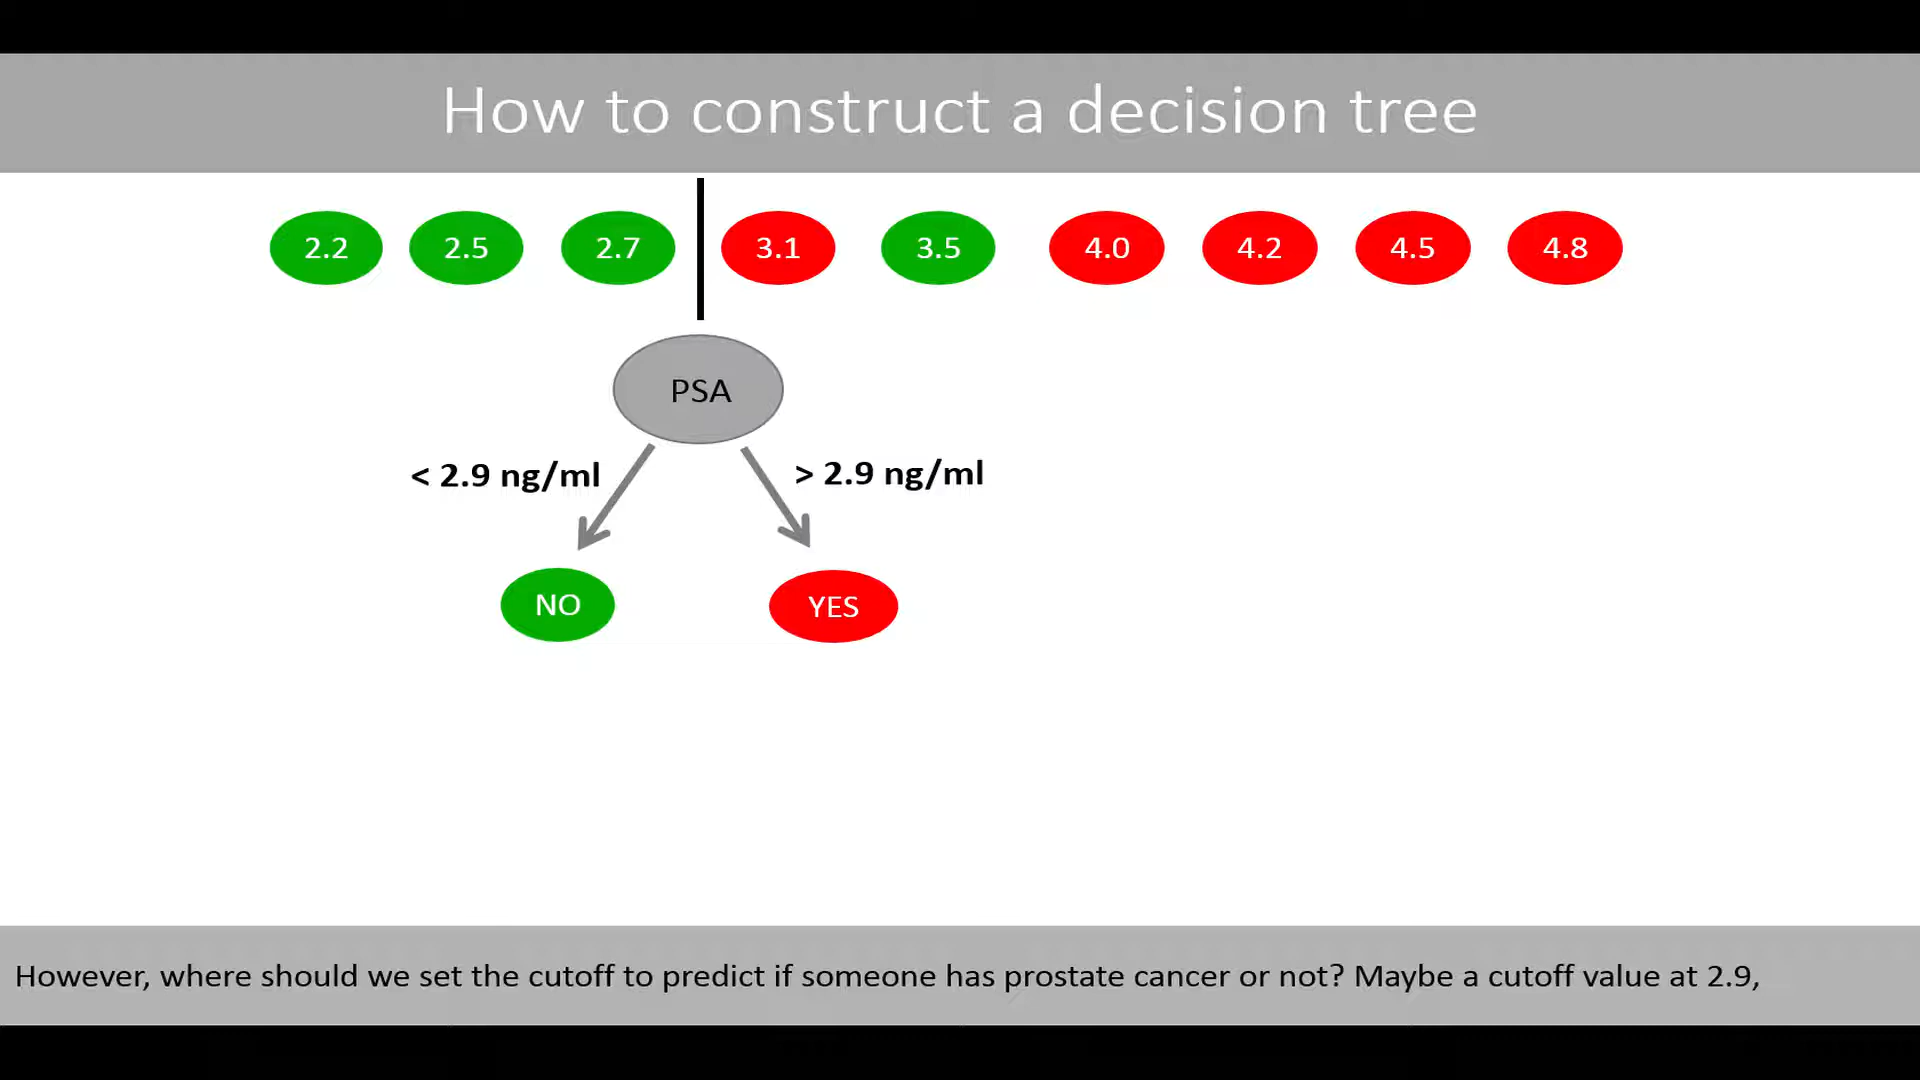 How to construct a decision tree
2.2 2.5 2.7 3.1 3.5 4.0 4.2 4.5 4.8
PSA
< 2.9 ng/ml > 2.9 ng/ml
NO YES
However, where should we set the cutoff to predict if someone has prostate cancer or not? Maybe a cutoff value at 2.9,